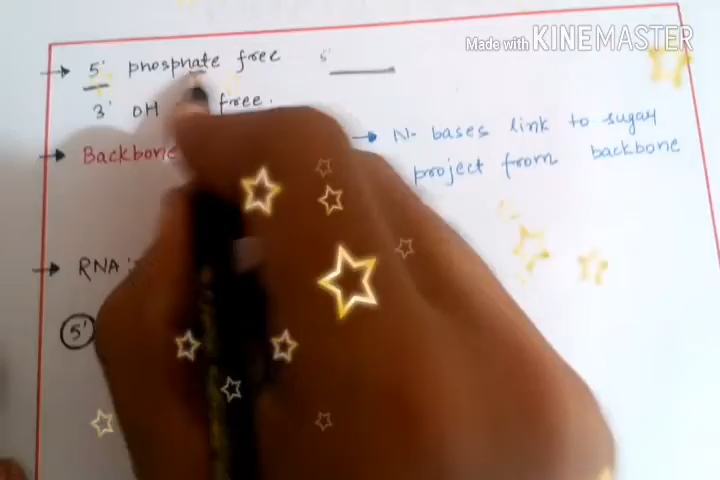 Made with KINEMASTER
→ 5' phosphate free 5'
3' OH free.
→ Backbone
→ N-bases link to sugar
project from backbone
→ RNA :
5'